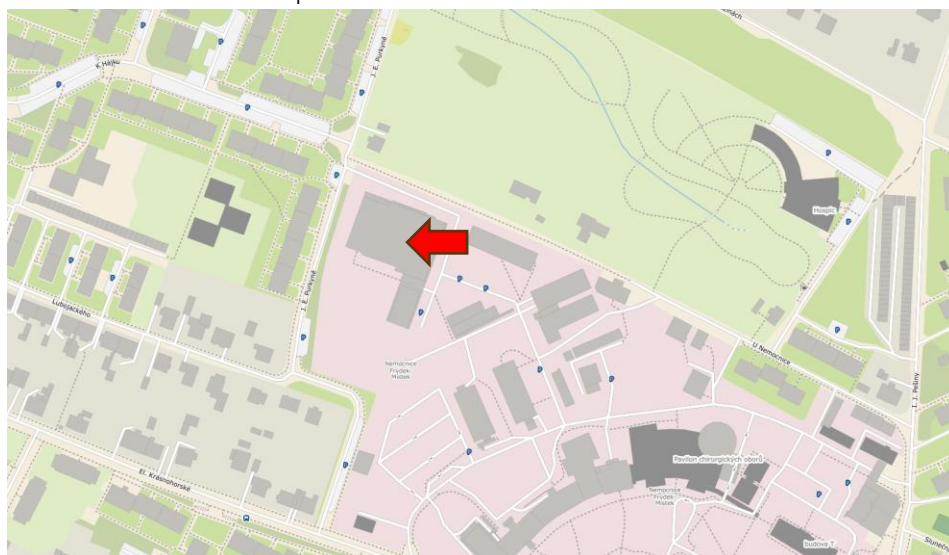 K Hájku
J. E. Purkyně
Hospic
J. E. Purkyně
Lubojackého
U Nemocnice
Nemocnice
Frýdek-
Místek
I. J. Pešiny
Pavilon chirurgických oborů
El. Krásnohorské
Nemocnice
Frýdek-
Místek
budova T